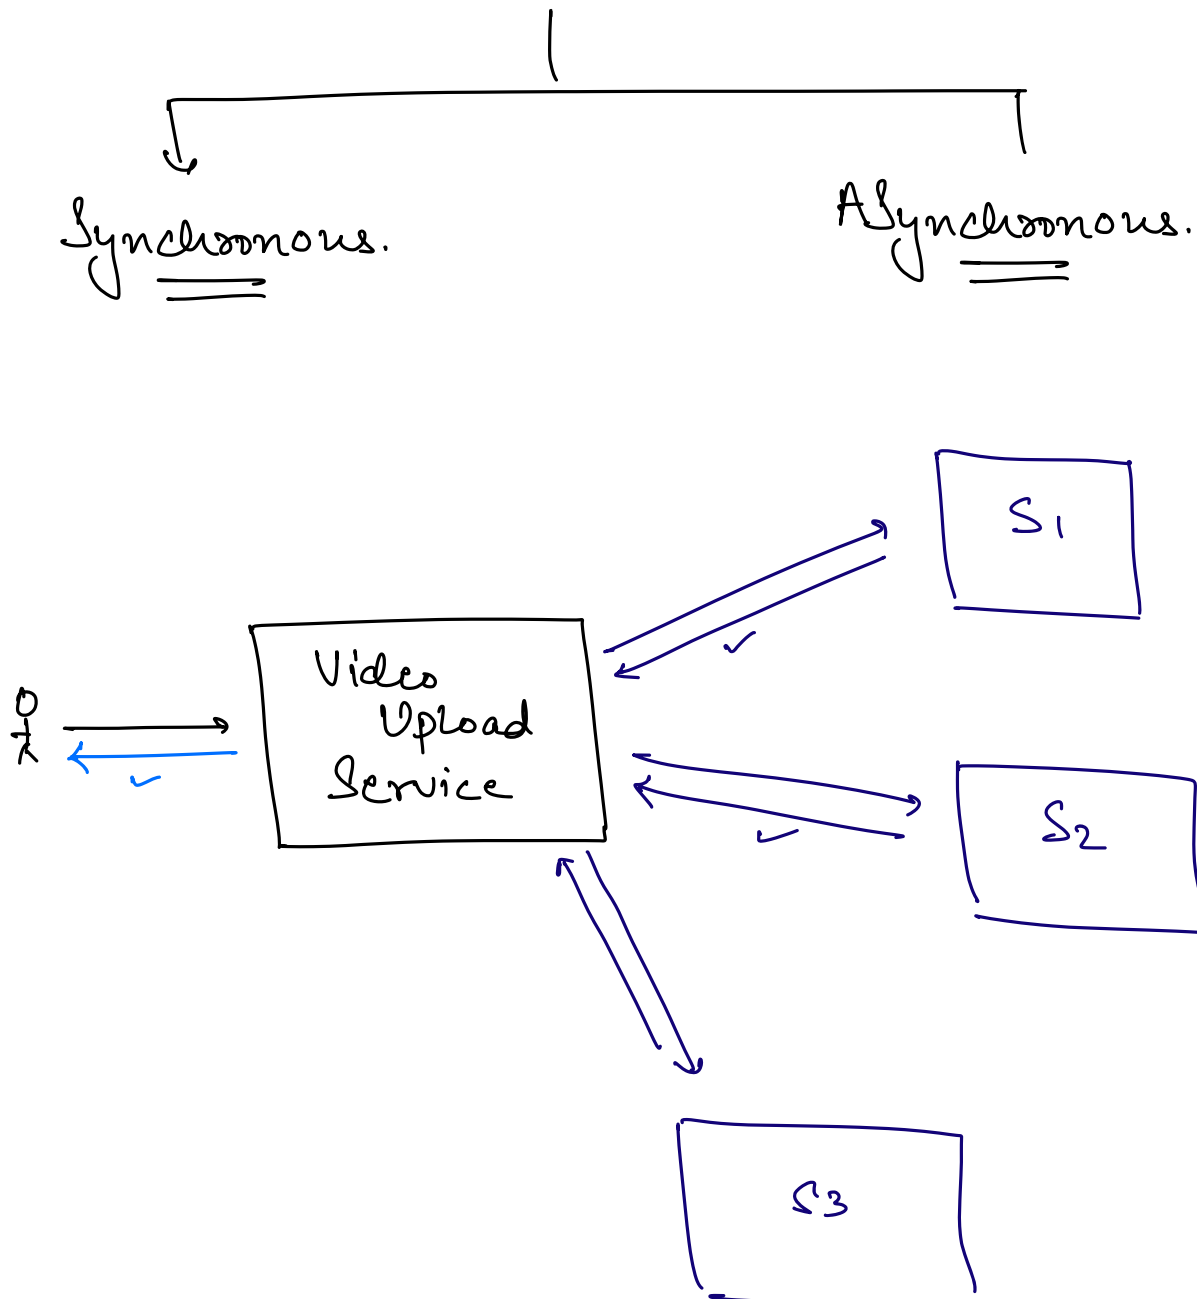 Synchronous.
ASynchronous.
S1
Video
Upload
Service
S2
S3